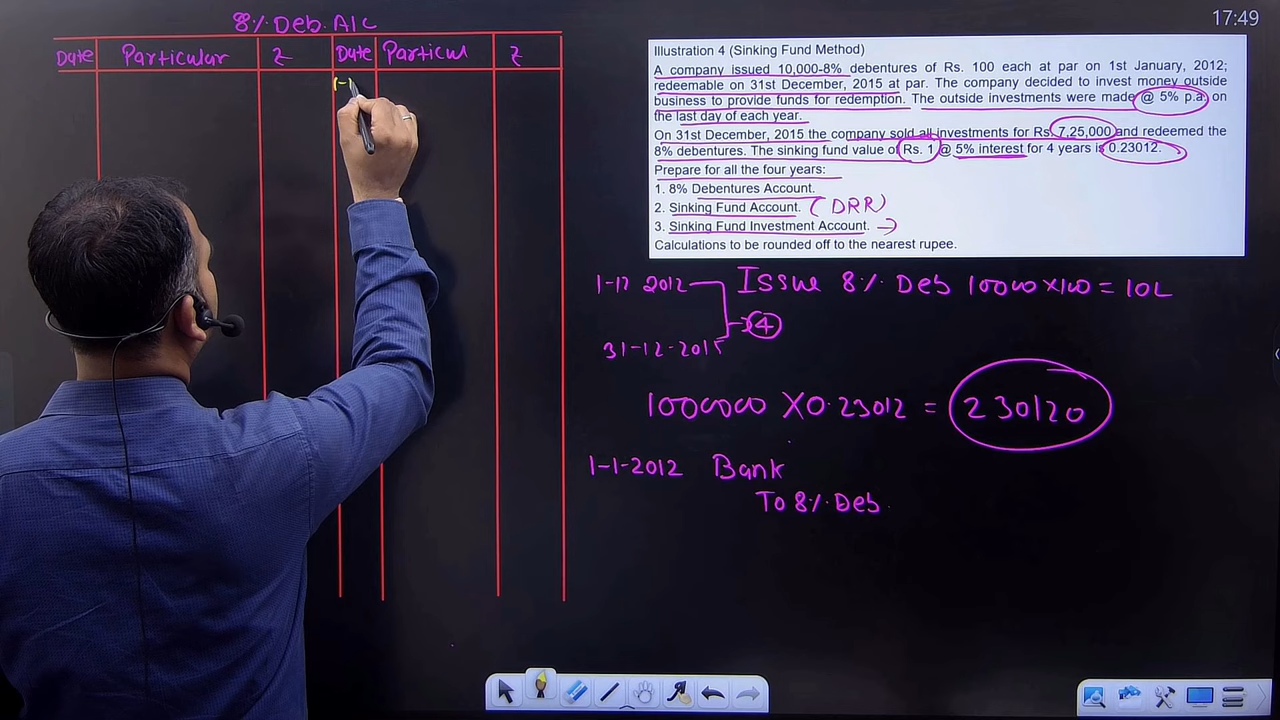 17:49
8% Deb. A/C
Date Particular ₹ Date Particul ₹
1-1
Illustration 4 (Sinking Fund Method)
A company issued 10,000-8% debentures of Rs. 100 each at par on 1st January, 2012;
redeemable on 31st December, 2015 at par. The company decided to invest money outside
business to provide funds for redemption. The outside investments were made @ 5% p.a. on
the last day of each year.
On 31st December, 2015 the company sold all investments for Rs. 7,25,000 and redeemed the
8% debentures. The sinking fund value of Rs. 1 @ 5% interest for 4 years is 0.23012.
Prepare for all the four years:
1. 8% Debentures Account.
2. Sinking Fund Account. (DRR)
3. Sinking Fund Investment Account. →
Calculations to be rounded off to the nearest rupee.
2012 Issue 8% Deb 10000×100 = 10L
4
31-12-2015
1000000 × 0.23012 = 230120
1-1-2012 Bank
To 8% Deb.